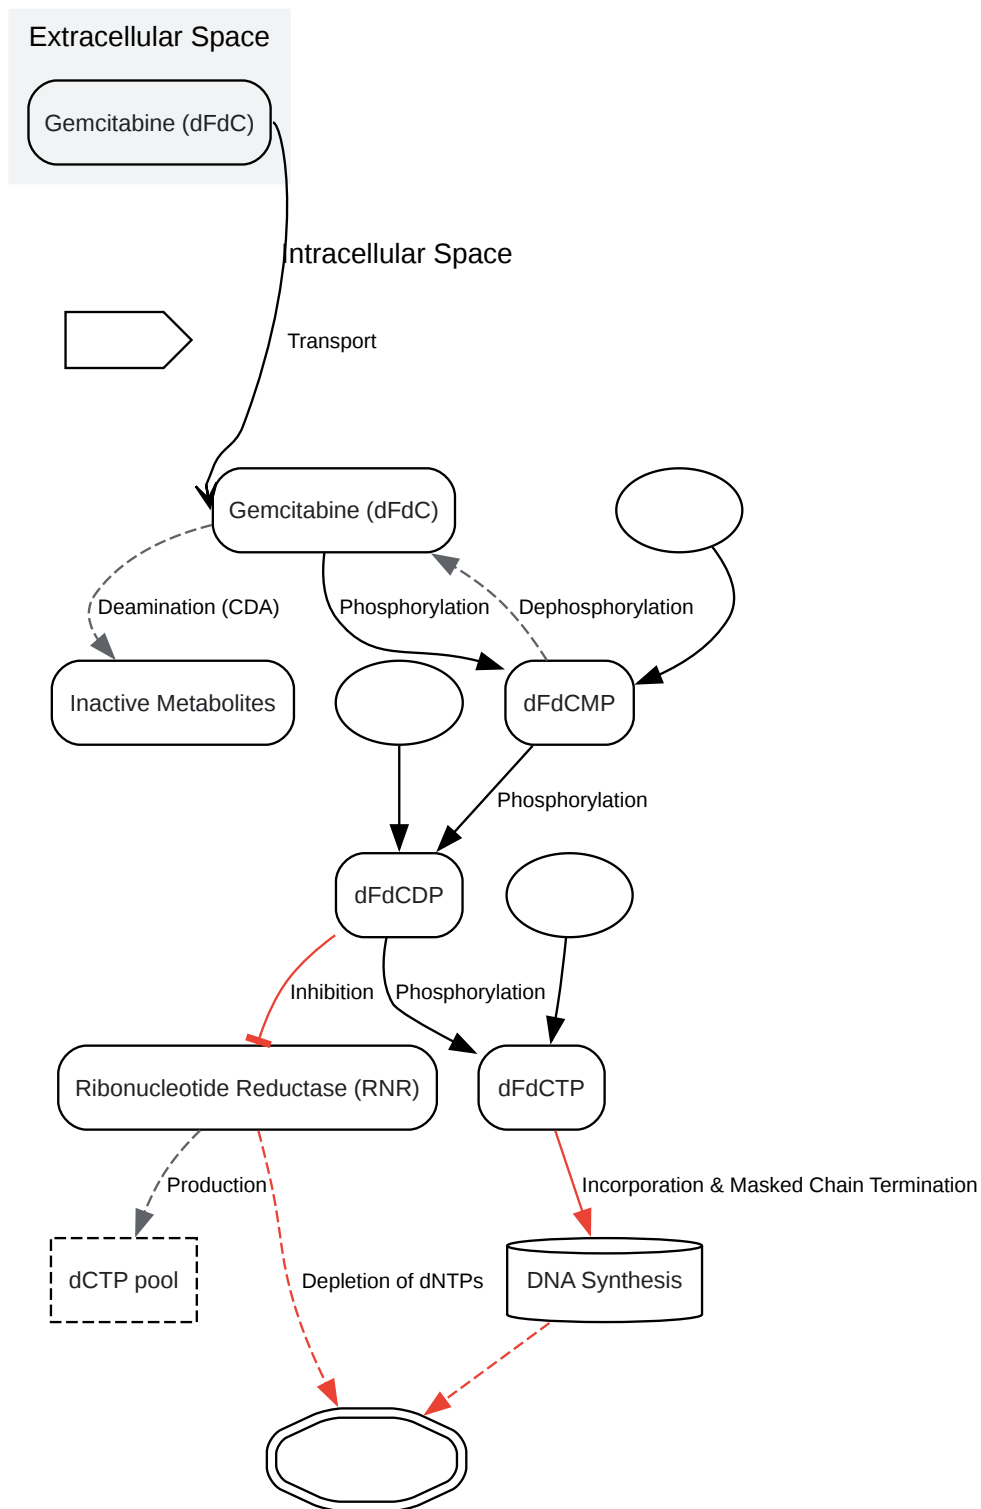 Extracellular Space
Gemcitabine (dFdC)
Intracellular Space
Transport
Gemcitabine (dFdC)
Deamination (CDA)
Phosphorylation
Dephosphorylation
Inactive Metabolites
dFdCMP
Phosphorylation
dFdCDP
Inhibition
Phosphorylation
Ribonucleotide Reductase (RNR)
dFdCTP
Production
Incorporation & Masked Chain Termination
dCTP pool
Depletion of dNTPs
DNA Synthesis